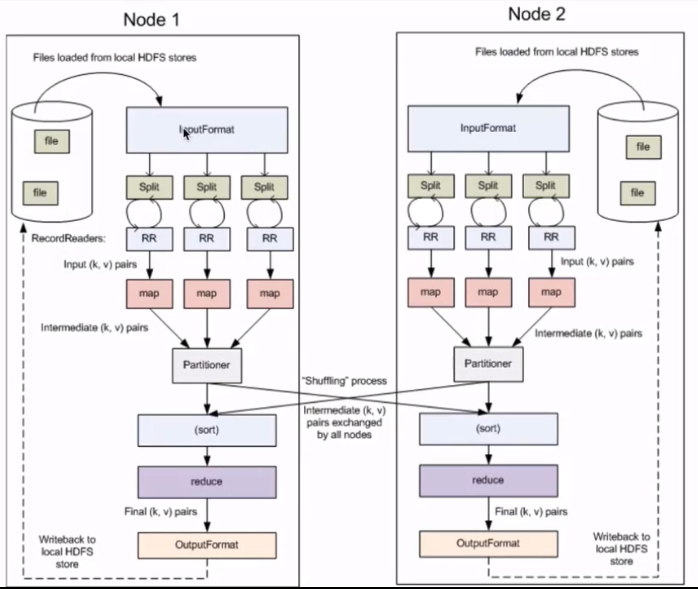 Node 1
Node 2
Files loaded from local HDFS stores
Files loaded from local HDFS stores
file
file
InputFormat
InputFormat
file
file
Split
Split
Split
Split
Split
Split
RecordReaders:
RR
RR
RR
RR
RR
RR
Input (k, v) pairs
Input (k, v) pairs
map
map
map
map
map
map
Intermediate (k, v) pairs
Intermediate (k, v) pairs
Partitioner
Partitioner
"Shuffling" process
Intermediate (k, v)
pairs exchanged
by all nodes
(sort)
(sort)
reduce
reduce
Final (k, v) pairs
Final (k, v) pairs
Writeback to
local HDFS
store
OutputFormat
OutputFormat
Writeback to
local HDFS
store